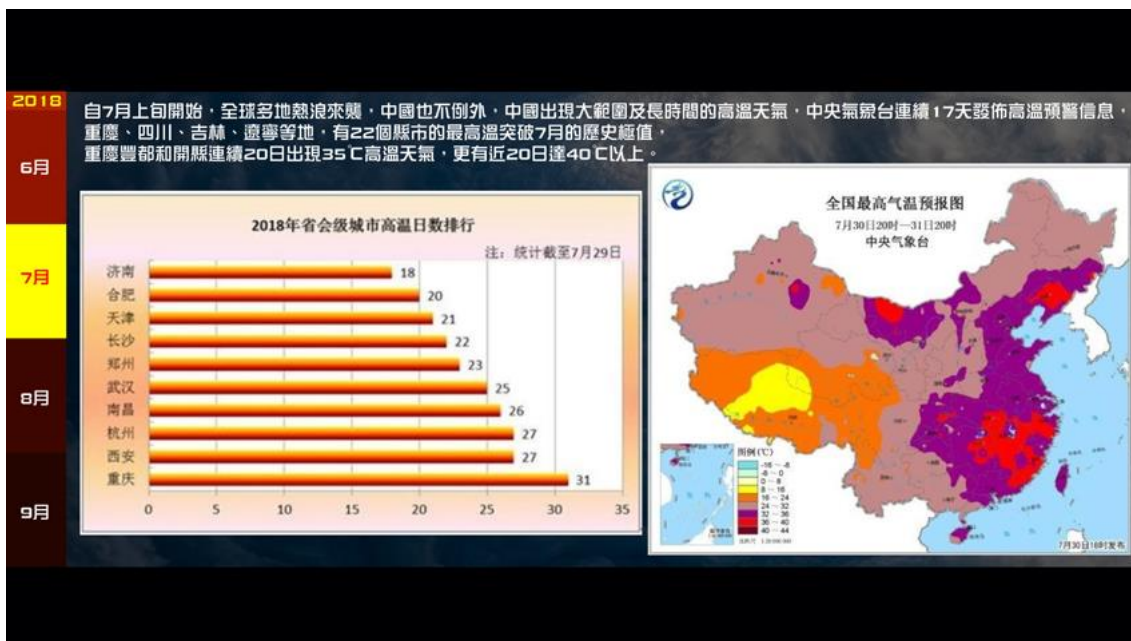 2018
6月
7月
8月
9月
自7月上旬開始，全球多地熱浪來襲，中國也不倒外，中國出現大範圍及長時間的高溫天氣，中央氣象台連續17天發佈高溫預警信息，
重慶、四川、吉林、遼寧等地，有22個縣市的最高溫突破7月的歷史極值，
重慶豐都和開縣連續20日出現35℃高溫天氣，更有近20日達40℃以上。
2018年省会级城市高温日数排行
注：统计截至7月29日
济南 18
合肥 20
天津 21
长沙 22
郑州 23
武汉 25
南昌 26
杭州 27
西安 27
重庆 31
0 5 10 15 20 25 30 35
全国最高气温预报图
7月30日20时—31日20时
中央气象台
图例(℃)
-16 ~ -8
-8 ~ 0
0 ~ 8
8 ~ 16
16 ~ 24
24 ~ 32
32 ~ 36
36 ~ 40
40 ~ 44
7月30日18时发布